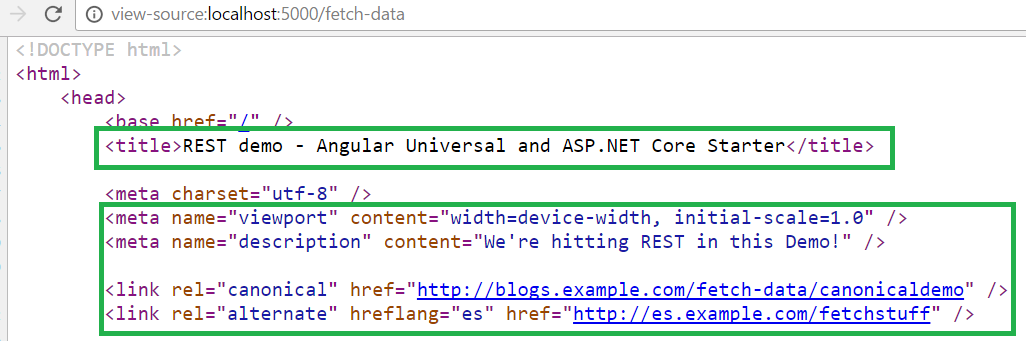 view-source:localhost:5000/fetch-data
<!DOCTYPE html>
<html>
<head>
<base href="/" />
<title>REST demo - Angular Universal and ASP.NET Core Starter</title>
<meta charset="utf-8" />
<meta name="viewport" content="width=device-width, initial-scale=1.0" />
<meta name="description" content="We're hitting REST in this Demo!" />
<link rel="canonical" href="http://blogs.example.com/fetch-data/canonicaldemo" />
<link rel="alternate" hreflang="es" href="http://es.example.com/fetchstuff" />